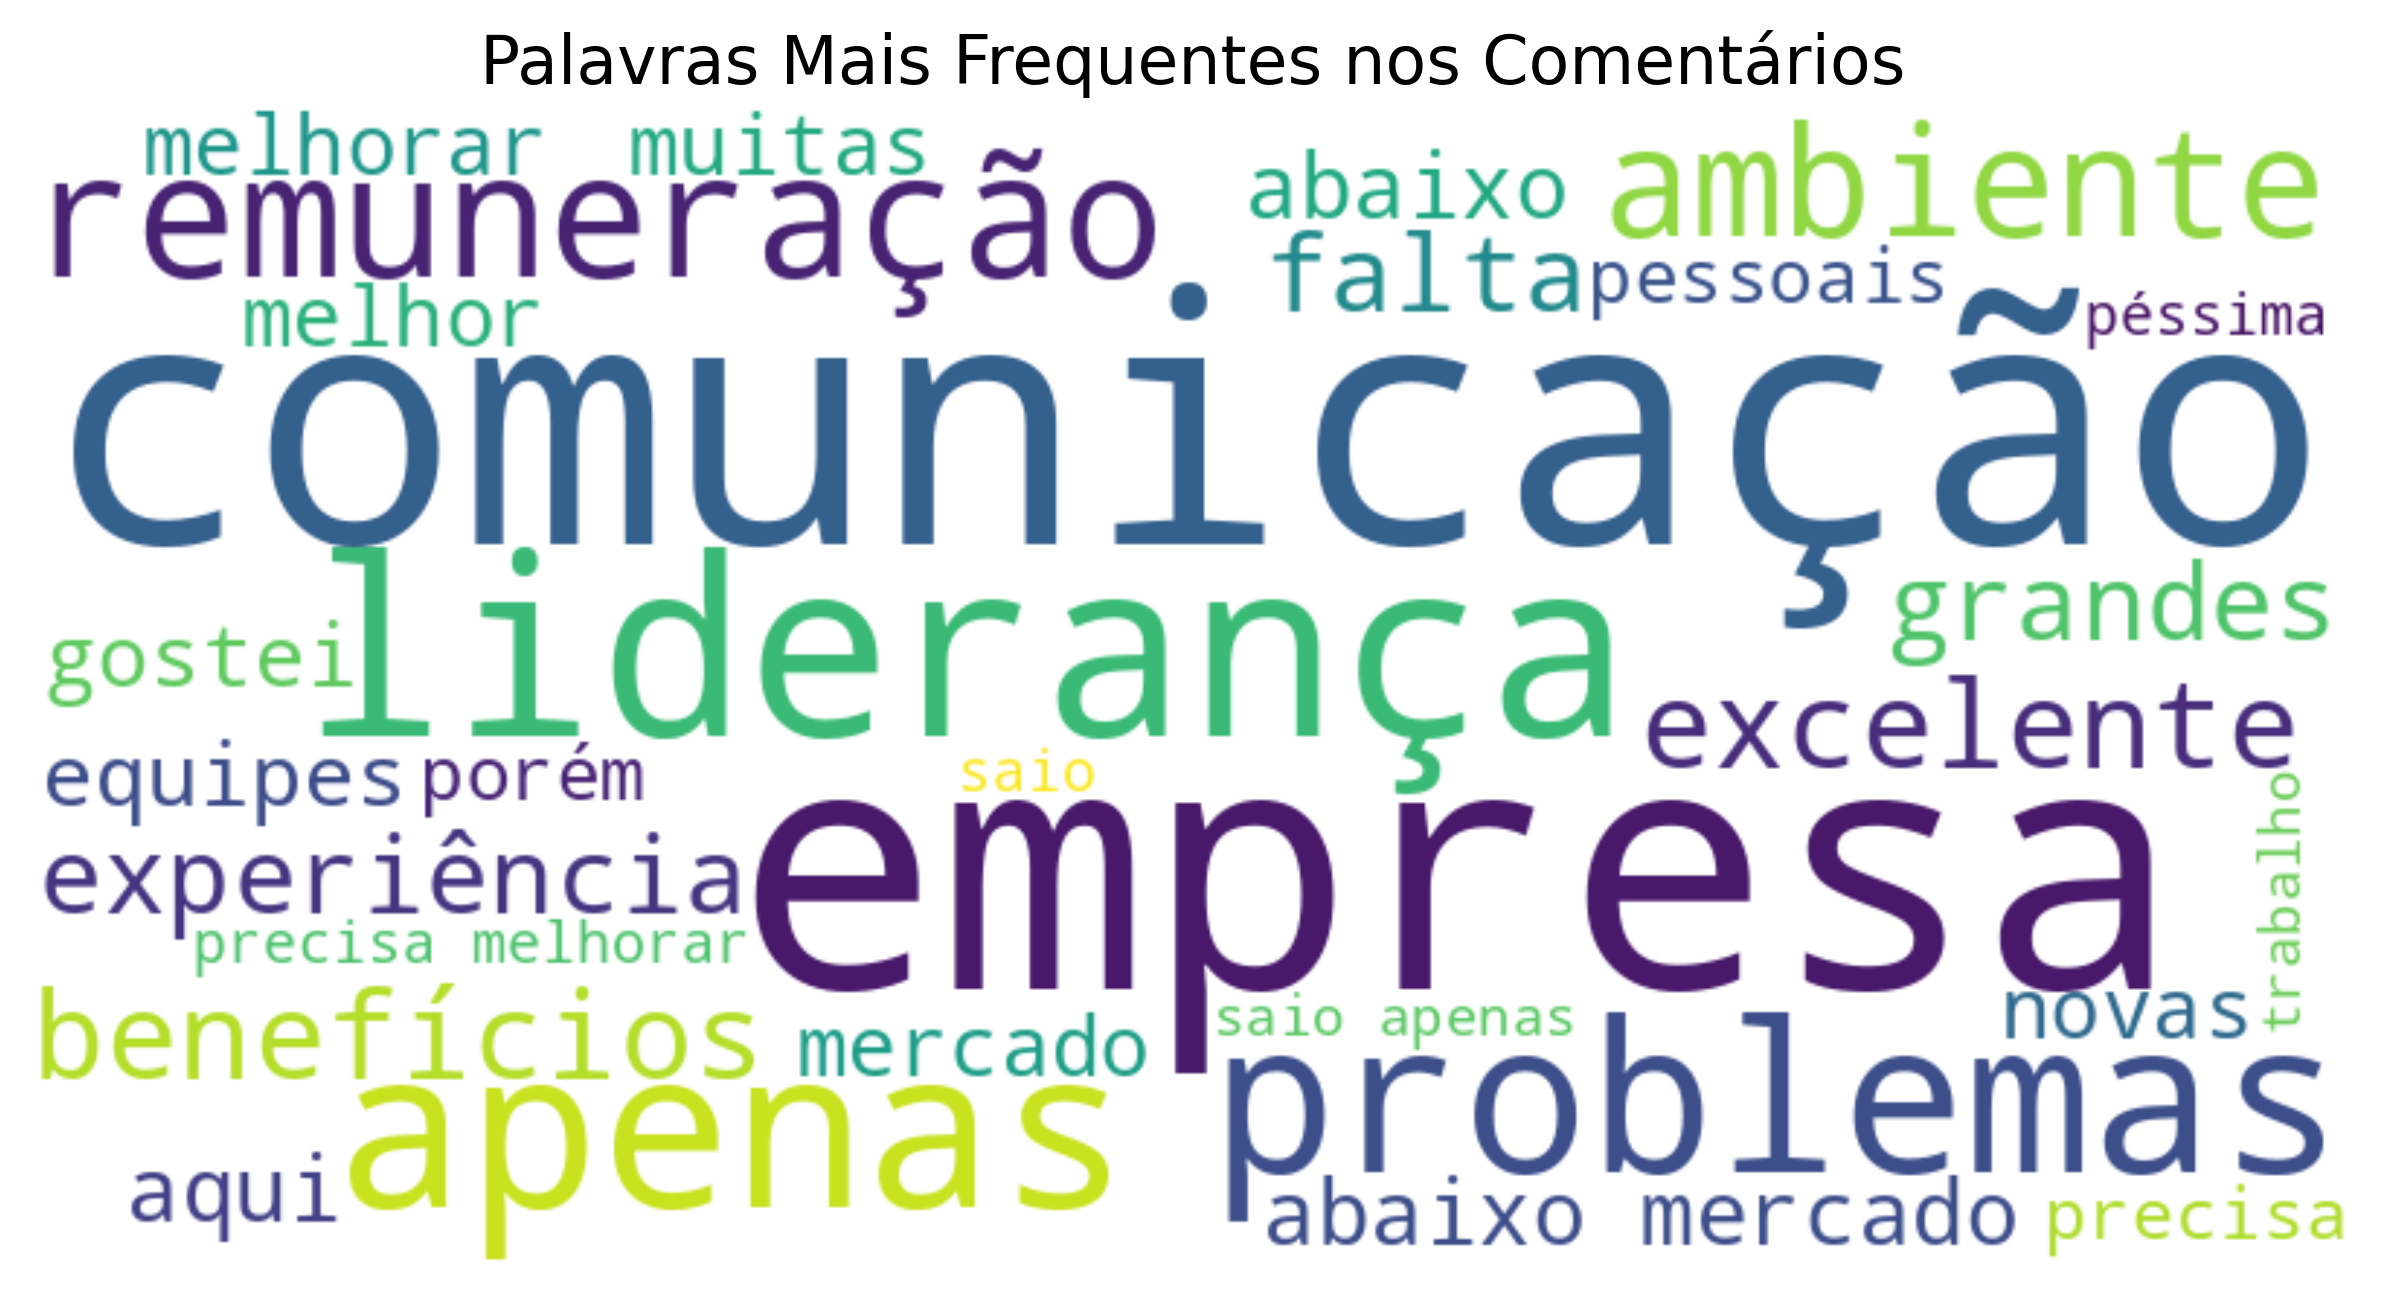 Palavras Mais Frequentes nos Comentários
melhorar muitas
remuneração
abaixo ambiente
falta pessoais
melhor
péssima
comunicação
liderança
grandes
gostei
excelente
equipes porém
saio
experiência
empresa
trabalho
precisa melhorar
benefícios
mercado
saio apenas
novas
apenas
problemas
aqui
abaixo mercado
precisa